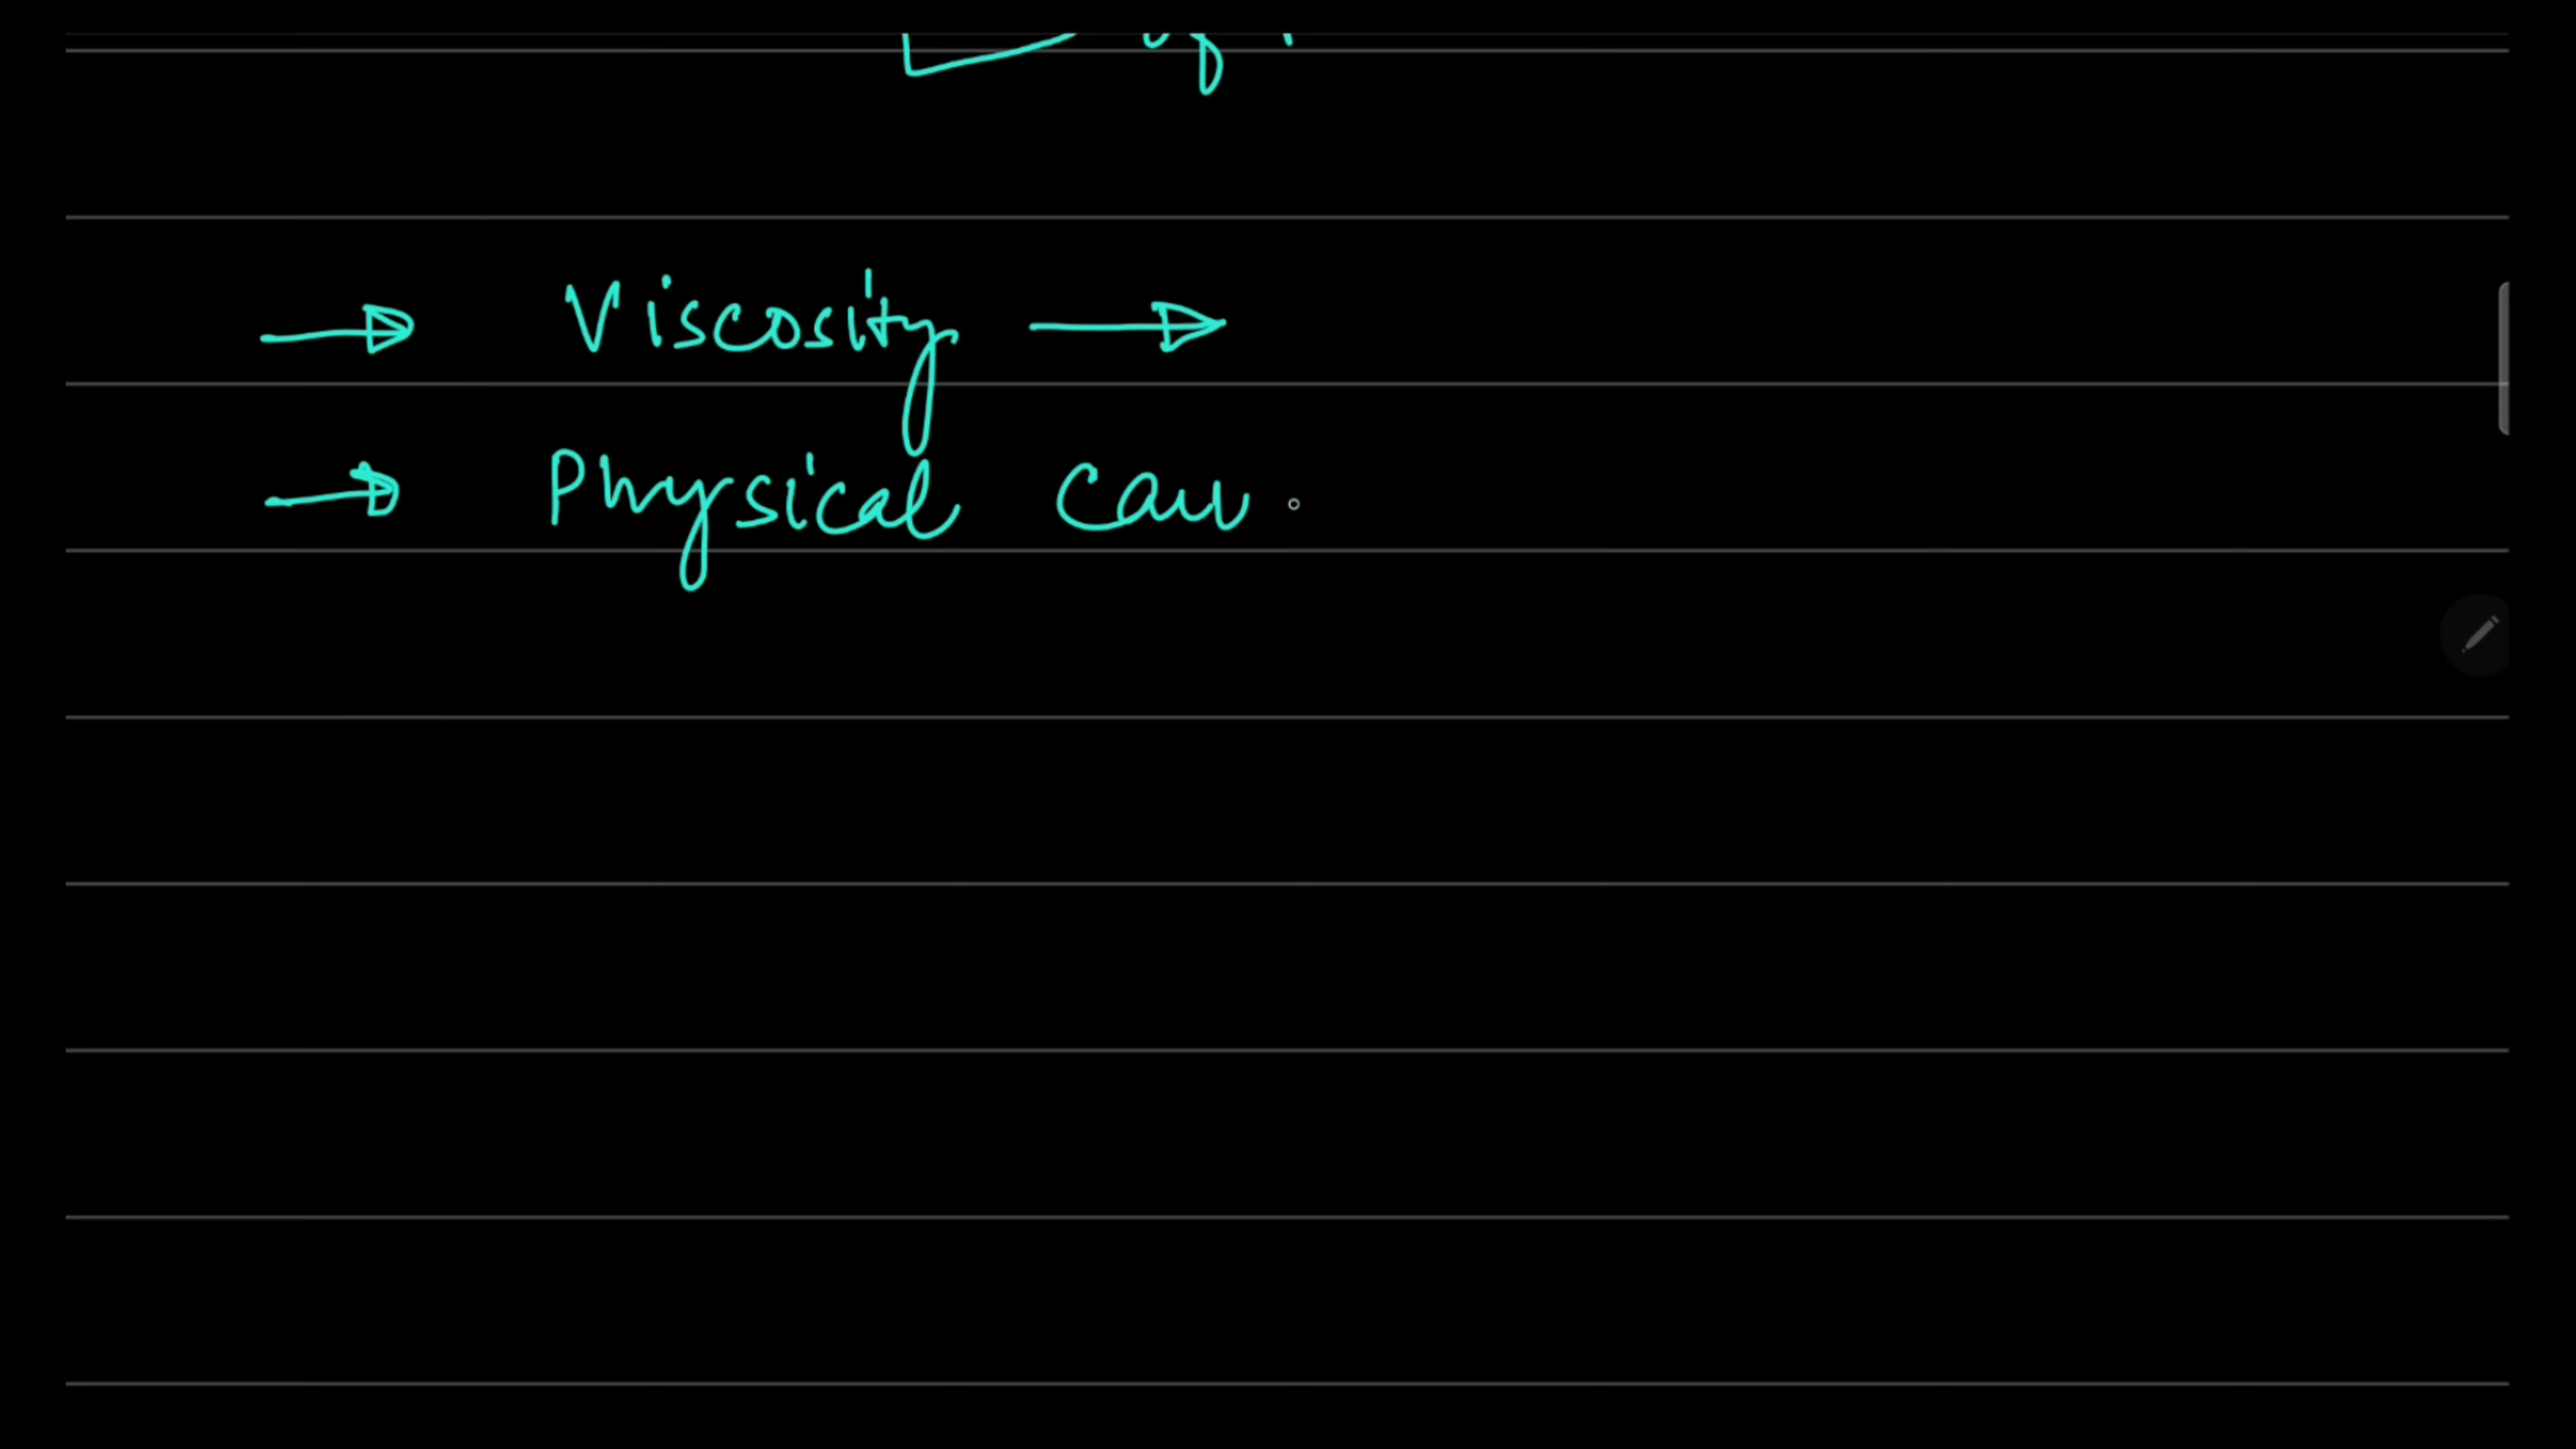 → Viscosity →
→ Physical Cau